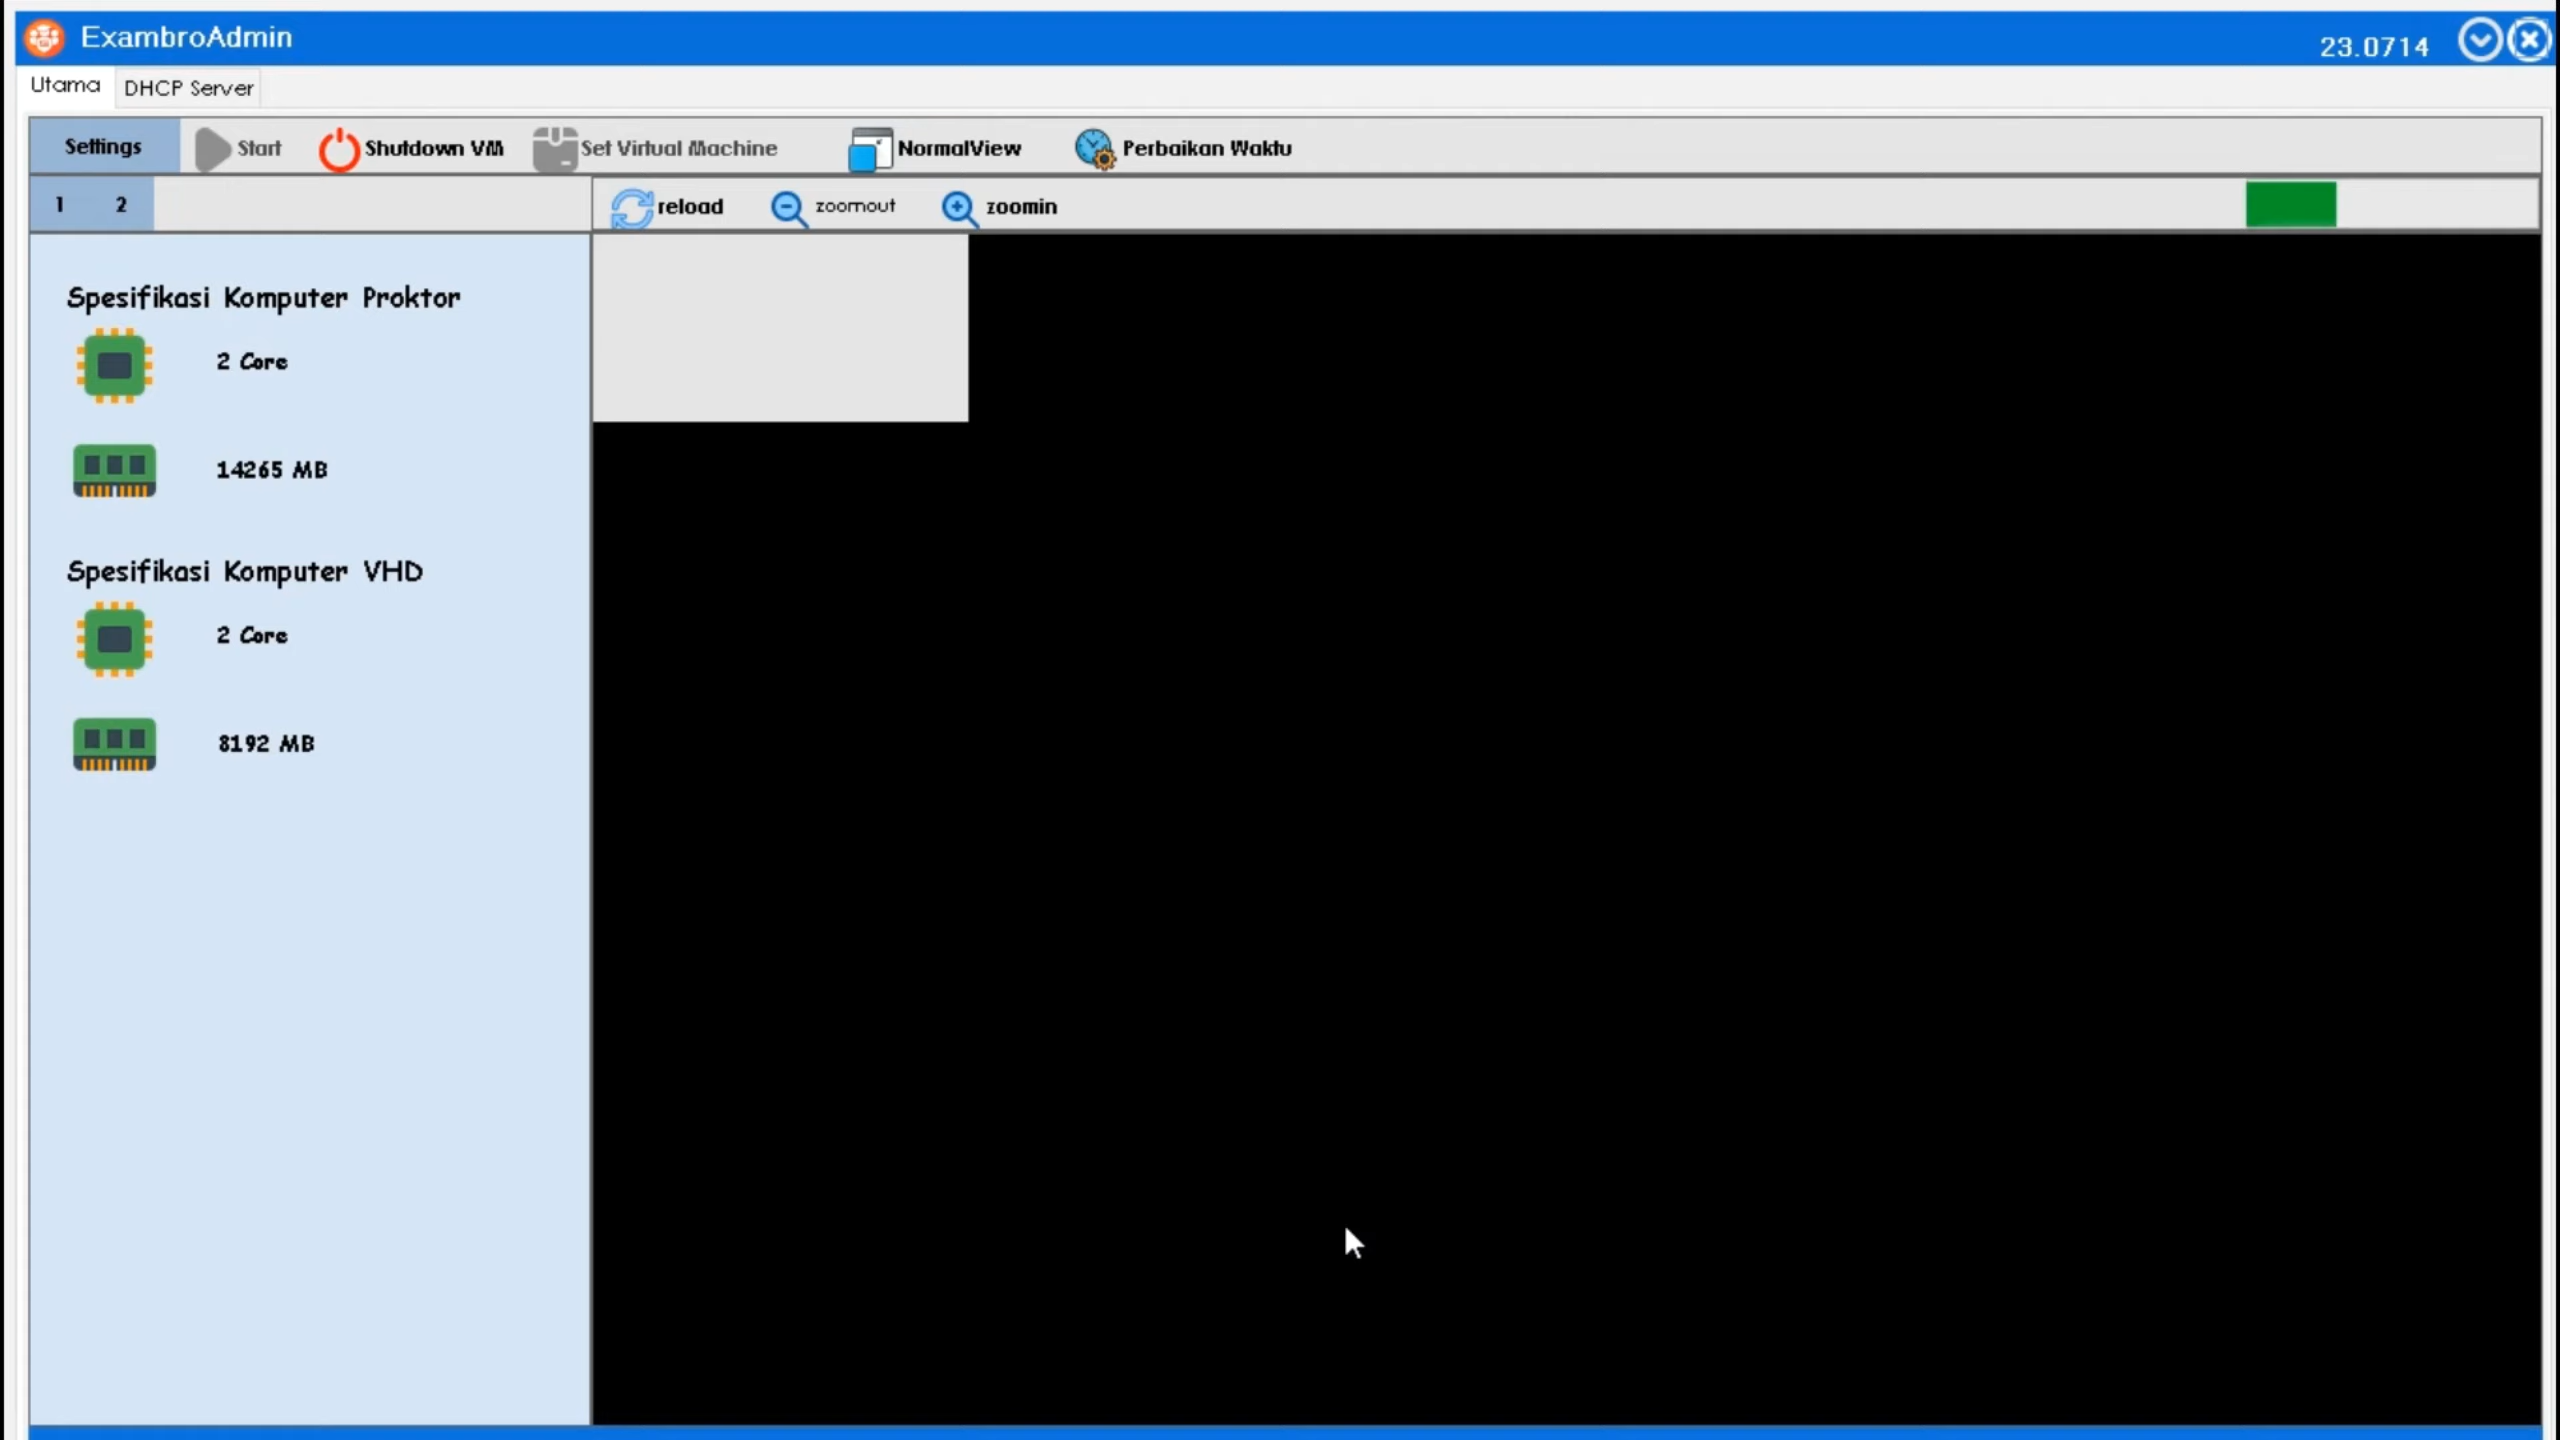 ExambroAdmin
23.0714
Utama DHCP Server
Settings Start Shutdown VM Set Virtual Machine NormalView Perbaikan Waktu
1 2 reload zoomout zoomin
Spesifikasi Komputer Proktor
2 Core
14265 MB
Spesifikasi Komputer VHD
2 Core
8192 MB